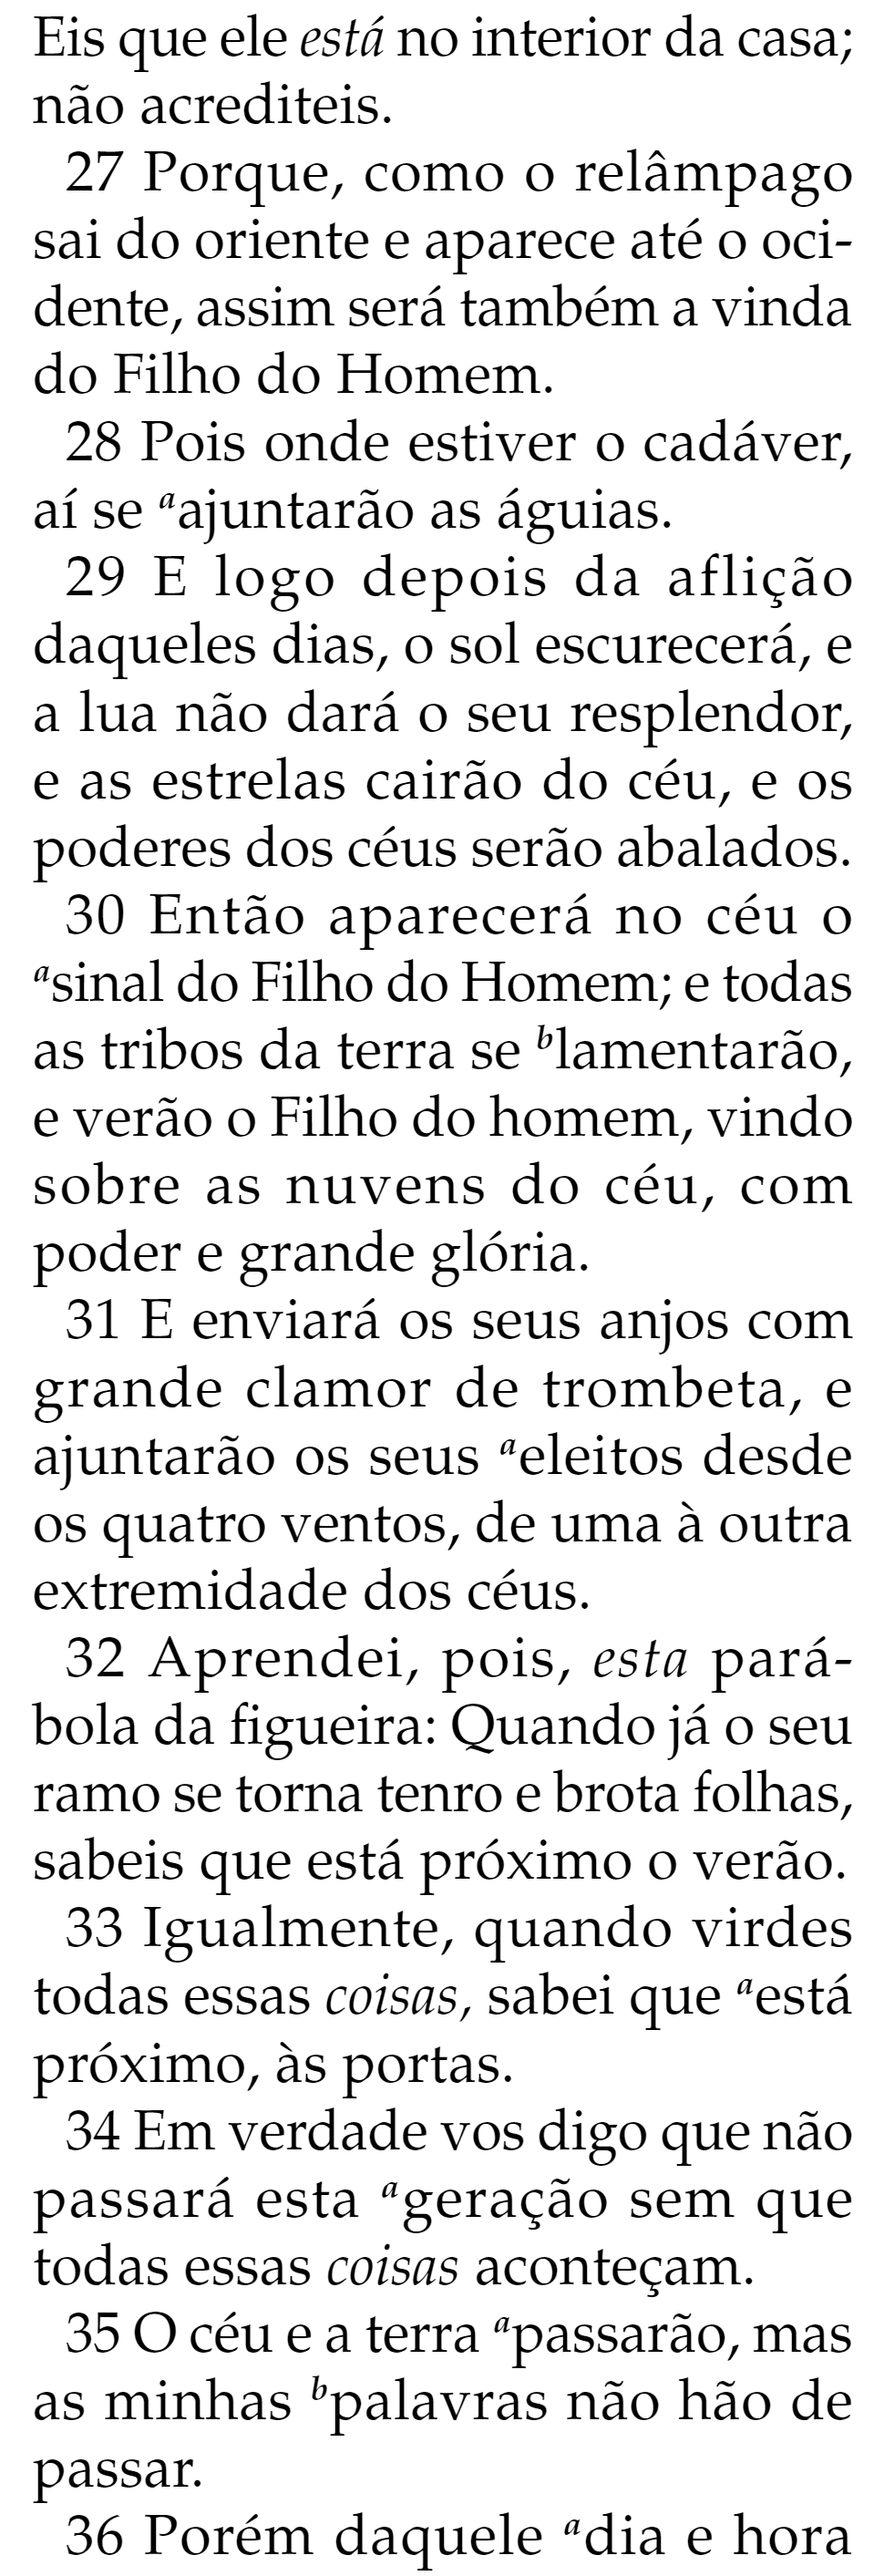 Eis que ele está no interior da casa;
não acrediteis.
27 Porque, como o relâmpago
sai do oriente e aparece até o oci-
dente, assim será também a vinda
do Filho do Homem.
28 Pois onde estiver o cadáver,
aí se aajuntarão as águias.
29 E logo depois da aflição
daqueles dias, o sol escurecerá, e
a lua não dará o seu resplendor,
e as estrelas cairão do céu, e os
poderes dos céus serão abalados.
30 Então aparecerá no céu o
asinal do Filho do Homem; e todas
as tribos da terra se blamentarão,
e verão o Filho do homem, vindo
sobre as nuvens do céu, com
poder e grande glória.
31 E enviará os seus anjos com
grande clamor de trombeta, e
ajuntarão os seus aeleitos desde
os quatro ventos, de uma à outra
extremidade dos céus.
32 Aprendei, pois, esta pará-
bola da figueira: Quando já o seu
ramo se torna tenro e brota folhas,
sabeis que está próximo o verão.
33 Igualmente, quando virdes
todas essas coisas, sabei que aestá
próximo, às portas.
34 Em verdade vos digo que não
passará esta ageração sem que
todas essas coisas aconteçam.
35 O céu e a terra apassarão, mas
as minhas bpalavras não hão de
passar.
36 Porém daquele adia e hora